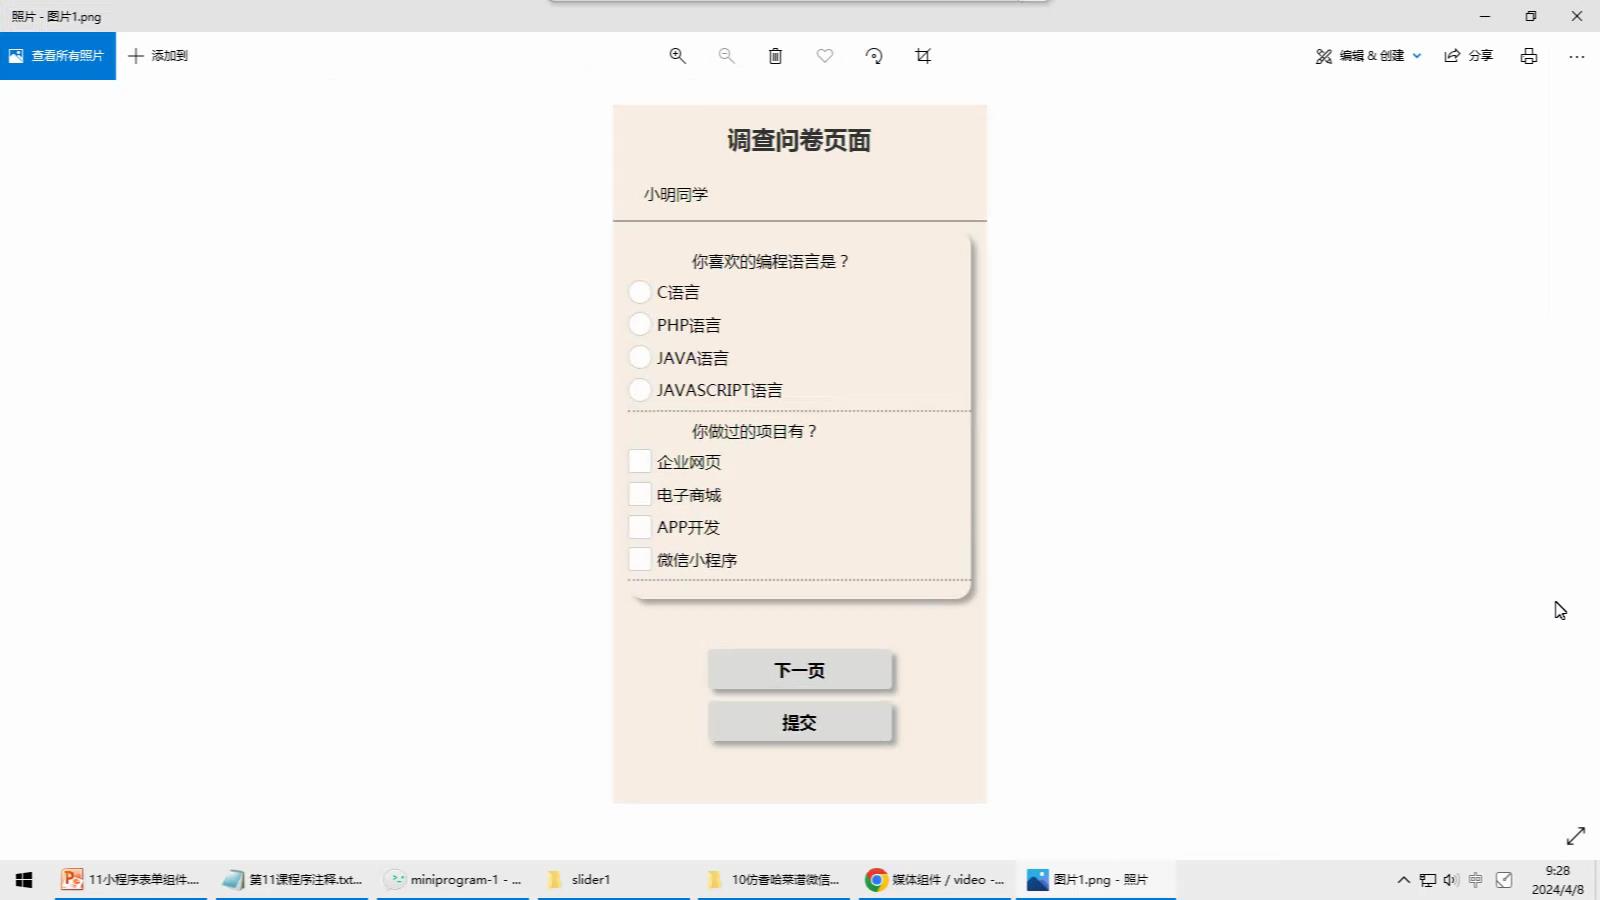 照片 - 图片1.png
查看所有照片
添加到
编辑 & 创建
分享
调查问卷页面
小明同学
你喜欢的编程语言是？
C语言
PHP语言
JAVA语言
JAVASCRIPT语言
你做过的项目有？
企业网页
电子商城
APP开发
微信小程序
下一页
提交
11小程序表单组件....
第11课程序注释.txt...
miniprogram-1 - ...
slider1
10仿香哈菜谱微信...
媒体组件 / video -...
图片1.png - 照片
中
9:28
2024/4/8